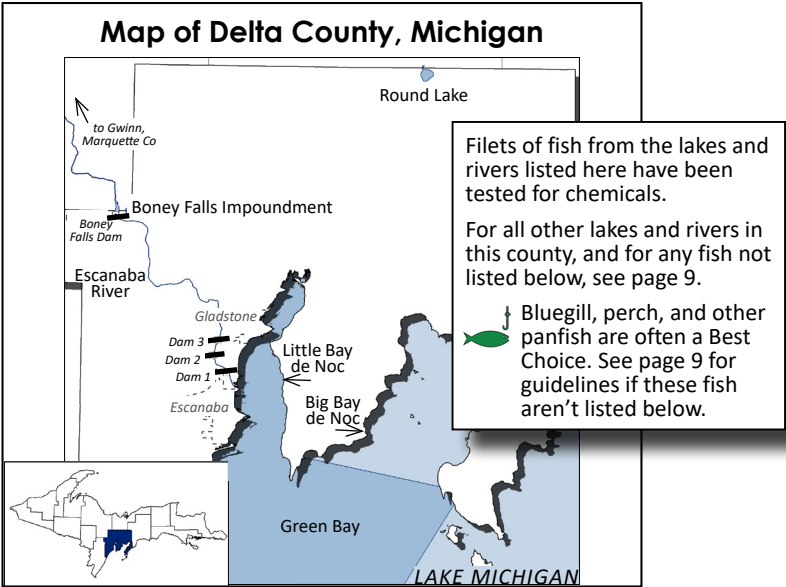 Map of Delta County, Michigan
Round Lake
to Gwinn,
Marquette Co
Boney Falls Impoundment
Boney
Falls Dam
Escanaba
River
Gladstone
Dam 3
Dam 2
Dam 1
Escanaba
Little Bay
de Noc
Big Bay
de Noc
Green Bay
LAKE MICHIGAN
Filets of fish from the lakes and
rivers listed here have been
tested for chemicals.
For all other lakes and rivers in
this county, and for any fish not
listed below, see page 9.
Bluegill, perch, and other
panfish are often a Best
Choice. See page 9 for
guidelines if these fish
aren't listed below.